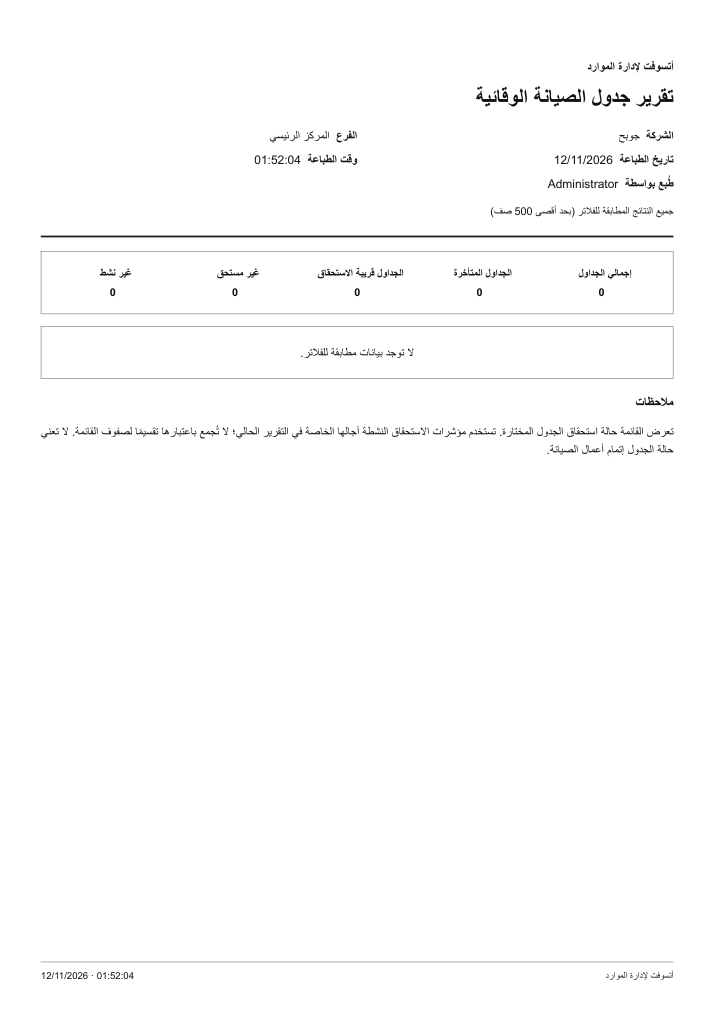 أتسوفت لإدارة الموارد
تقرير جدول الصيانة الوقائية
الشركة جوبح
الفرع المركز الرئيسي
تاريخ الطباعة 12/11/2026
وقت الطباعة 01:52:04
طُبع بواسطة Administrator
جميع النتائج المطابقة للفلاتر (بحد أقصى 500 صف)
إجمالي الجداول
الجداول المتأخرة
الجداول قريبة الاستحقاق
غير مستحق
غير نشط
0
0
0
0
0
لا توجد بيانات مطابقة للفلاتر.
ملاحظات
تعرض القائمة حالة استحقاق الجدول المختارة. تستخدم مؤشرات الاستحقاق النشطة آجالها الخاصة في التقرير الحالي؛ لا تُجمع باعتبارها تقسيمًا لصفوف القائمة. لا تعني
حالة الجدول إتمام أعمال الصيانة.
أتسوفت لإدارة الموارد
12/11/2026 · 01:52:04